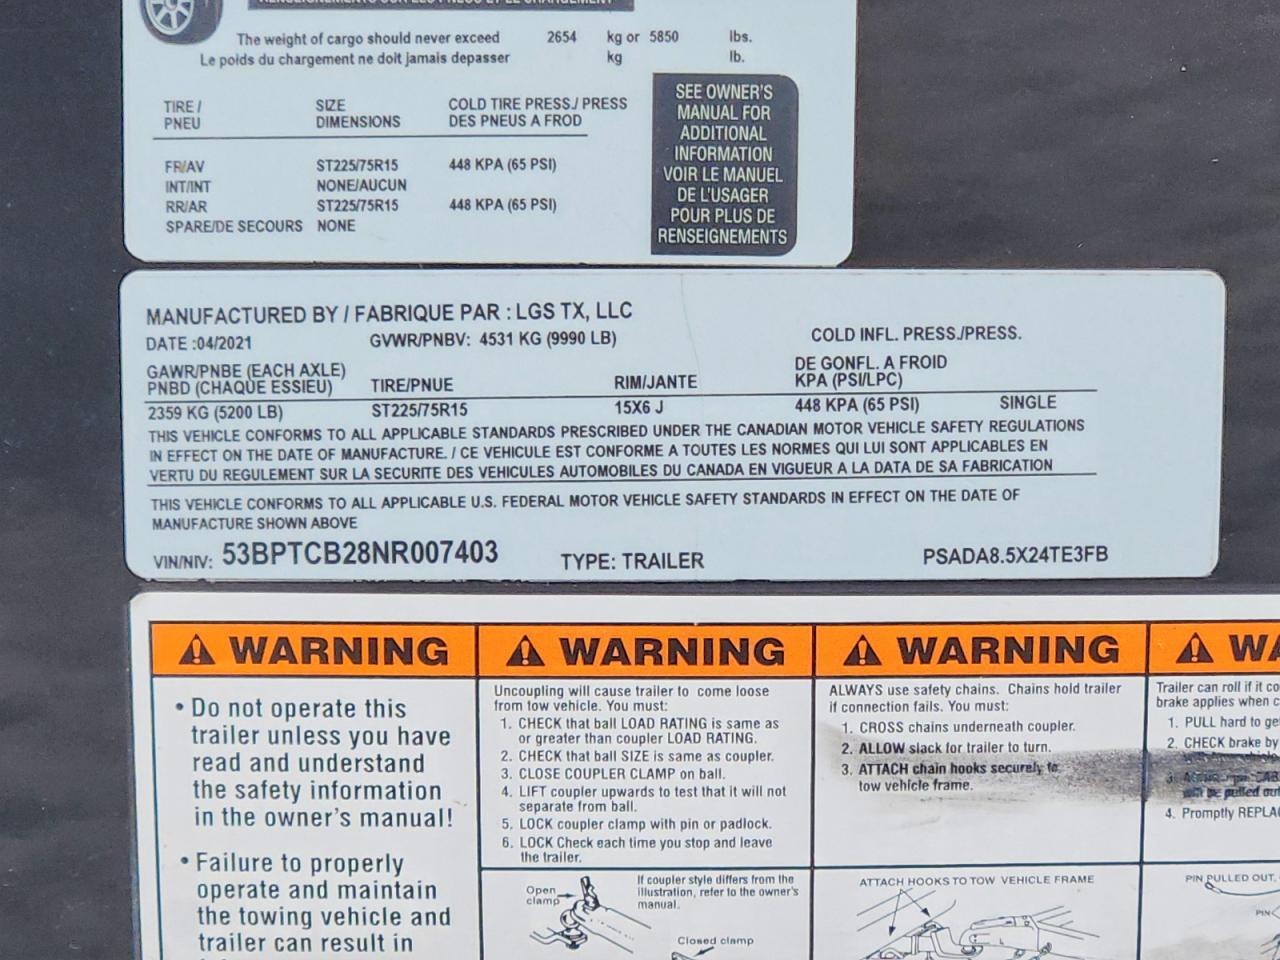 RENSEIGNEMENTS SUR LES PNEUS ET LE CHARGEMENT
The weight of cargo should never exceed 2654 kg or 5850 lbs.
Le poids du chargement ne doit jamais depasser kg lb.
TIRE / SIZE COLD TIRE PRESS./ PRESS
PNEU DIMENSIONS DES PNEUS A FROD
FR/AV ST225/75R15 448 KPA (65 PSI)
INT/INT NONE/AUCUN
RR/AR ST225/75R15 448 KPA (65 PSI)
SPARE/DE SECOURS NONE
SEE OWNER'S
MANUAL FOR
ADDITIONAL
INFORMATION
VOIR LE MANUEL
DE L'USAGER
POUR PLUS DE
RENSEIGNEMENTS
MANUFACTURED BY / FABRIQUE PAR : LGS TX, LLC
DATE :04/2021 GVWR/PNBV: 4531 KG (9990 LB) COLD INFL. PRESS./PRESS.
GAWR/PNBE (EACH AXLE) DE GONFL. A FROID
PNBD (CHAQUE ESSIEU) TIRE/PNUE RIM/JANTE KPA (PSI/LPC)
2359 KG (5200 LB) ST225/75R15 15X6 J 448 KPA (65 PSI) SINGLE
THIS VEHICLE CONFORMS TO ALL APPLICABLE STANDARDS PRESCRIBED UNDER THE CANADIAN MOTOR VEHICLE SAFETY REGULATIONS
IN EFFECT ON THE DATE OF MANUFACTURE. / CE VEHICULE EST CONFORME A TOUTES LES NORMES QUI LUI SONT APPLICABLES EN
VERTU DU REGULEMENT SUR LA SECURITE DES VEHICULES AUTOMOBILES DU CANADA EN VIGUEUR A LA DATA DE SA FABRICATION
THIS VEHICLE CONFORMS TO ALL APPLICABLE U.S. FEDERAL MOTOR VEHICLE SAFETY STANDARDS IN EFFECT ON THE DATE OF
MANUFACTURE SHOWN ABOVE
VIN/NIV: 53BPTCB28NR007403 TYPE: TRAILER PSADA8.5X24TE3FB
WARNING
• Do not operate this
trailer unless you have
read and understand
the safety information
in the owner's manual!
• Failure to properly
operate and maintain
the towing vehicle and
trailer can result in
WARNING
Uncoupling will cause trailer to come loose
from tow vehicle. You must:
1. CHECK that ball LOAD RATING is same as
or greater than coupler LOAD RATING.
2. CHECK that ball SIZE is same as coupler.
3. CLOSE COUPLER CLAMP on ball.
4. LIFT coupler upwards to test that it will not
separate from ball.
5. LOCK coupler clamp with pin or padlock.
6. LOCK Check each time you stop and leave
the trailer.
If coupler style differs from the
illustration, refer to the owner's
manual.
Open
clamp
Closed clamp
WARNING
ALWAYS use safety chains. Chains hold trailer
if connection fails. You must:
1. CROSS chains underneath coupler.
2. ALLOW slack for trailer to turn.
3. ATTACH chain hooks securely to
tow vehicle frame.
ATTACH HOOKS TO TOW VEHICLE FRAME
WA
Trailer can roll if it co
brake applies when c
1. PULL hard to ge
2. CHECK brake by
3.
will be pulled out
4. Promptly REPLA
PIN PULLED OUT,
PIN